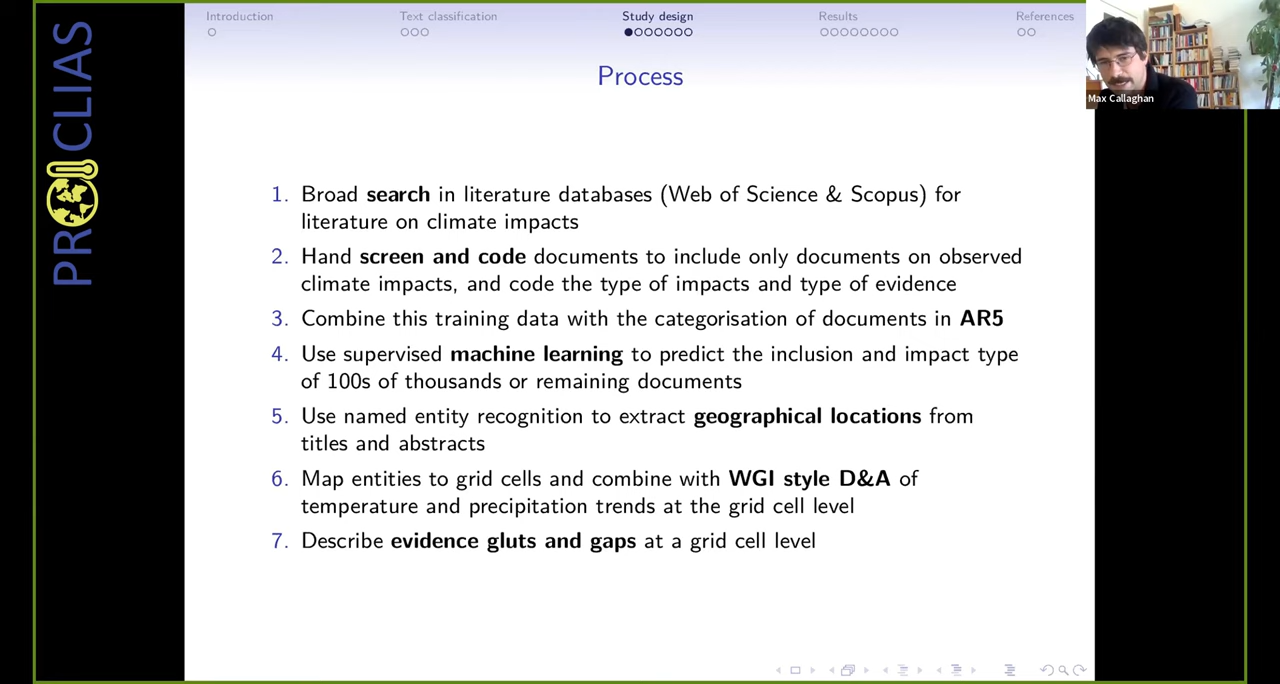 Introduction
Text classification
Study design
Results
References
Max Callaghan
PROCLIAS
Process
1. Broad search in literature databases (Web of Science & Scopus) for
literature on climate impacts
2. Hand screen and code documents to include only documents on observed
climate impacts, and code the type of impacts and type of evidence
3. Combine this training data with the categorisation of documents in AR5
4. Use supervised machine learning to predict the inclusion and impact type
of 100s of thousands or remaining documents
5. Use named entity recognition to extract geographical locations from
titles and abstracts
6. Map entities to grid cells and combine with WGI style D&A of
temperature and precipitation trends at the grid cell level
7. Describe evidence gluts and gaps at a grid cell level